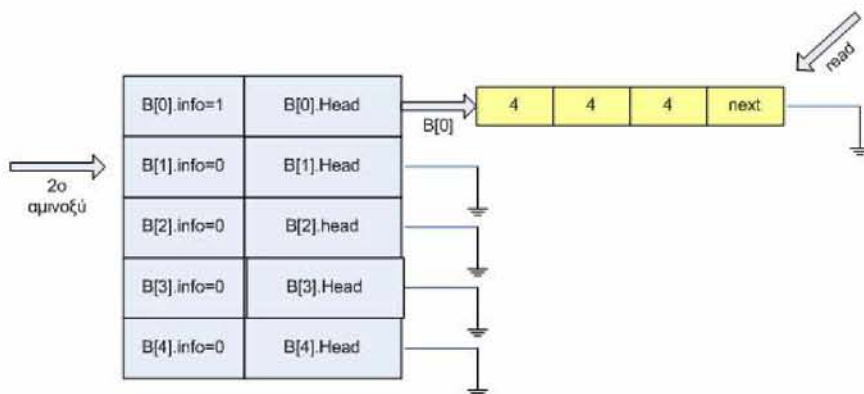 read
B[0].info=1 B[0].Head 4 4 4 next
B[0]
B[1].info=0 B[1].Head
2ο
αμινοξύ
B[2].info=0 B[2].head
B[3].info=0 B[3].Head
B[4].info=0 B[4].Head